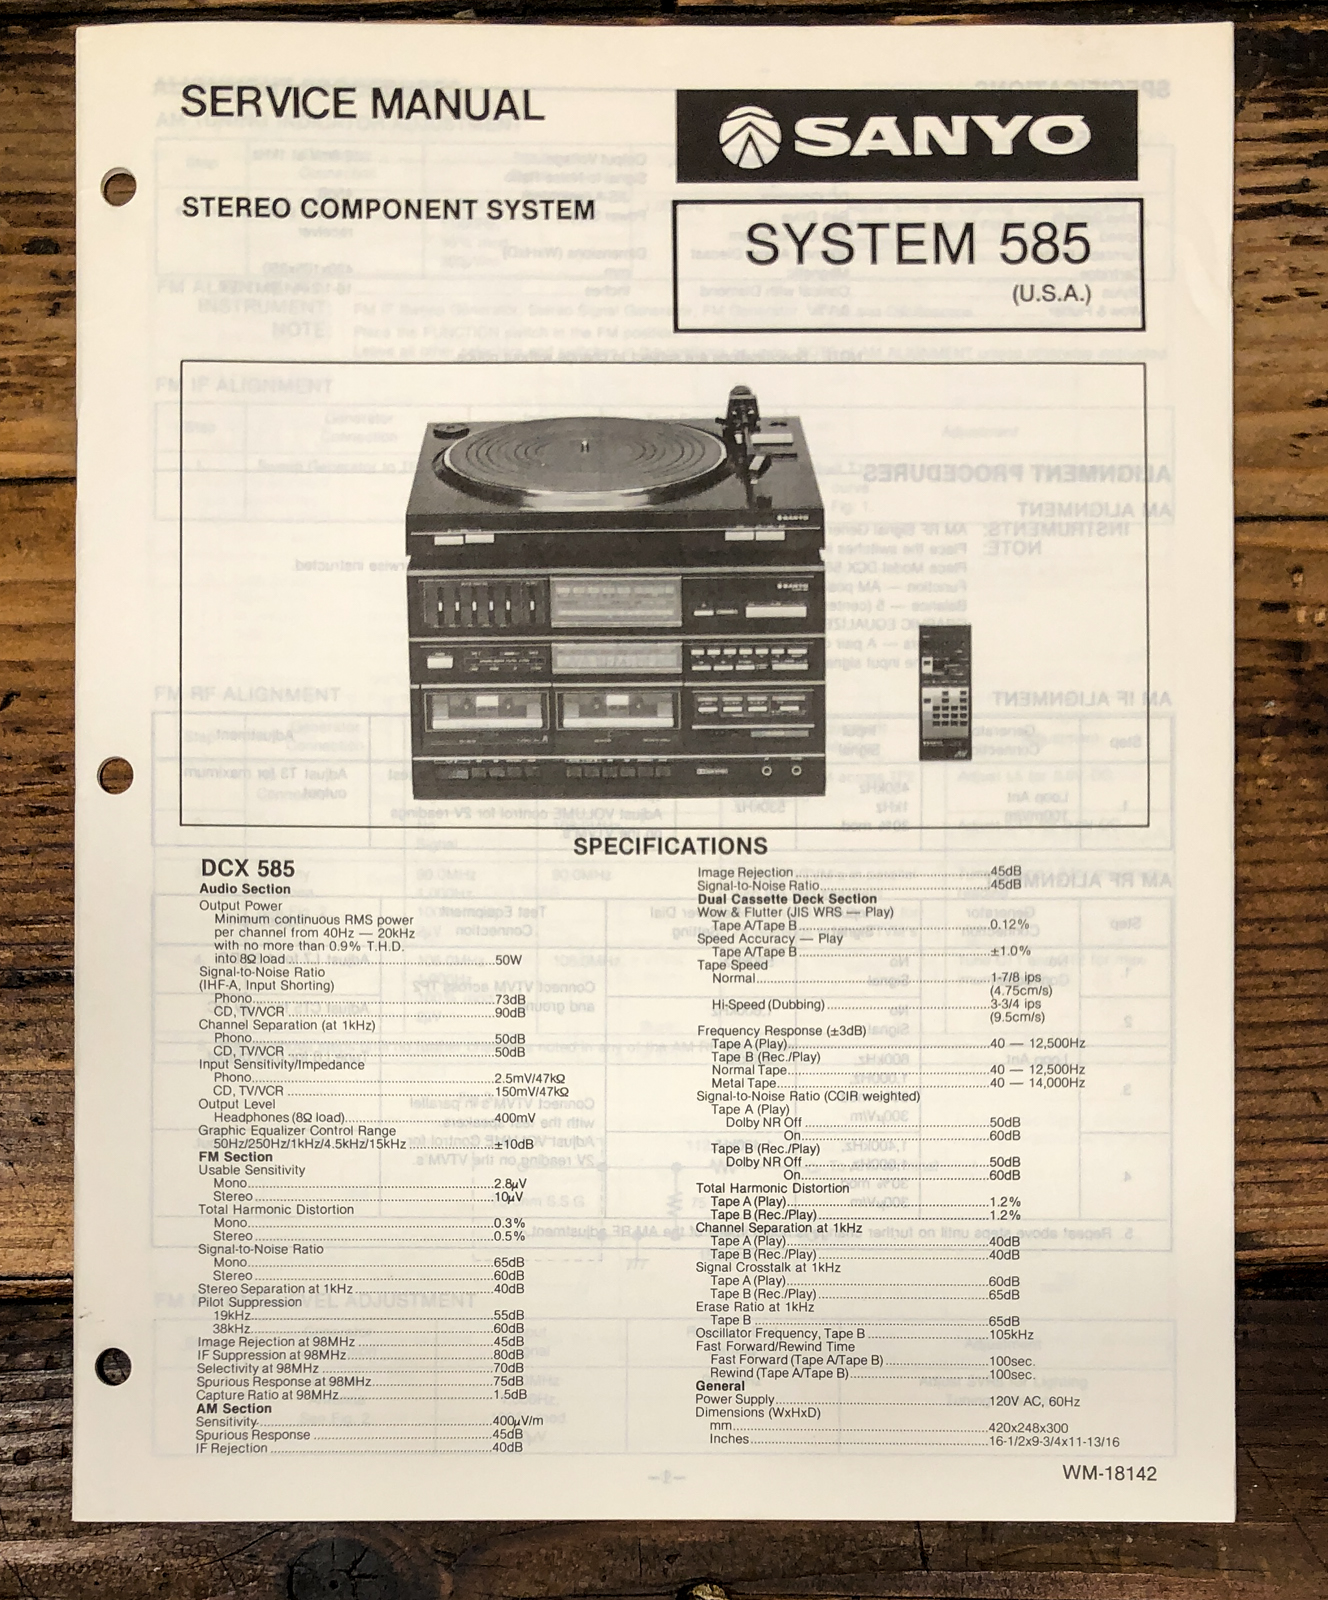 SERVICE MANUAL
SANYO
STEREO COMPONENT SYSTEM
SYSTEM 585
(U.S.A.)
SANYO
SANYO
SPECIFICATIONS
DCX 585
Audio Section
Output Power
Minimum continuous RMS power
per channel from 40Hz — 20kHz
with no more than 0.9% T.H.D.
into 8Ω load 50W
Signal-to-Noise Ratio
(IHF-A, Input Shorting)
Phono 73dB
CD, TV/VCR 90dB
Channel Separation (at 1kHz)
Phono 50dB
CD, TV/VCR 50dB
Input Sensitivity/Impedance
Phono 2.5mV/47kΩ
CD, TV/VCR 150mV/47kΩ
Output Level
Headphones (8Ω load) 400mV
Graphic Equalizer Control Range
50Hz/250Hz/1kHz/4.5kHz/15kHz ±10dB
FM Section
Usable Sensitivity
Mono 2.8μV
Stereo 10μV
Total Harmonic Distortion
Mono 0.3%
Stereo 0.5%
Signal-to-Noise Ratio
Mono 65dB
Stereo 60dB
Stereo Separation at 1kHz 40dB
Pilot Suppression
19kHz 55dB
38kHz 60dB
Image Rejection at 98MHz 45dB
IF Suppression at 98MHz 80dB
Selectivity at 98MHz 70dB
Spurious Response at 98MHz 75dB
Capture Ratio at 98MHz 1.5dB
AM Section
Sensitivity 400μV/m
Spurious Response 45dB
IF Rejection 40dB
Image Rejection 45dB
Signal-to-Noise Ratio 45dB
Dual Cassette Deck Section
Wow & Flutter (JIS WRS — Play)
Tape A/Tape B 0.12%
Speed Accuracy — Play
Tape A/Tape B ±1.0%
Tape Speed
Normal 1-7/8 ips
(4.75cm/s)
Hi-Speed (Dubbing) 3-3/4 ips
(9.5cm/s)
Frequency Response (±3dB)
Tape A (Play) 40 — 12,500Hz
Tape B (Rec./Play)
Normal Tape 40 — 12,500Hz
Metal Tape 40 — 14,000Hz
Signal-to-Noise Ratio (CCIR weighted)
Tape A (Play)
Dolby NR Off 50dB
On 60dB
Tape B (Rec./Play)
Dolby NR Off 50dB
On 60dB
Total Harmonic Distortion
Tape A (Play) 1.2%
Tape B (Rec./Play) 1.2%
Channel Separation at 1kHz
Tape A (Play) 40dB
Tape B (Rec./Play) 40dB
Signal Crosstalk at 1kHz
Tape A (Play) 60dB
Tape B (Rec./Play) 65dB
Erase Ratio at 1kHz
Tape B 65dB
Oscillator Frequency, Tape B 105kHz
Fast Forward/Rewind Time
Fast Forward (Tape A/Tape B) 100sec.
Rewind (Tape A/Tape B) 100sec.
General
Power Supply 120V AC, 60Hz
Dimensions (WxHxD)
mm 420x248x300
Inches 16-1/2x9-3/4x11-13/16
WM-18142